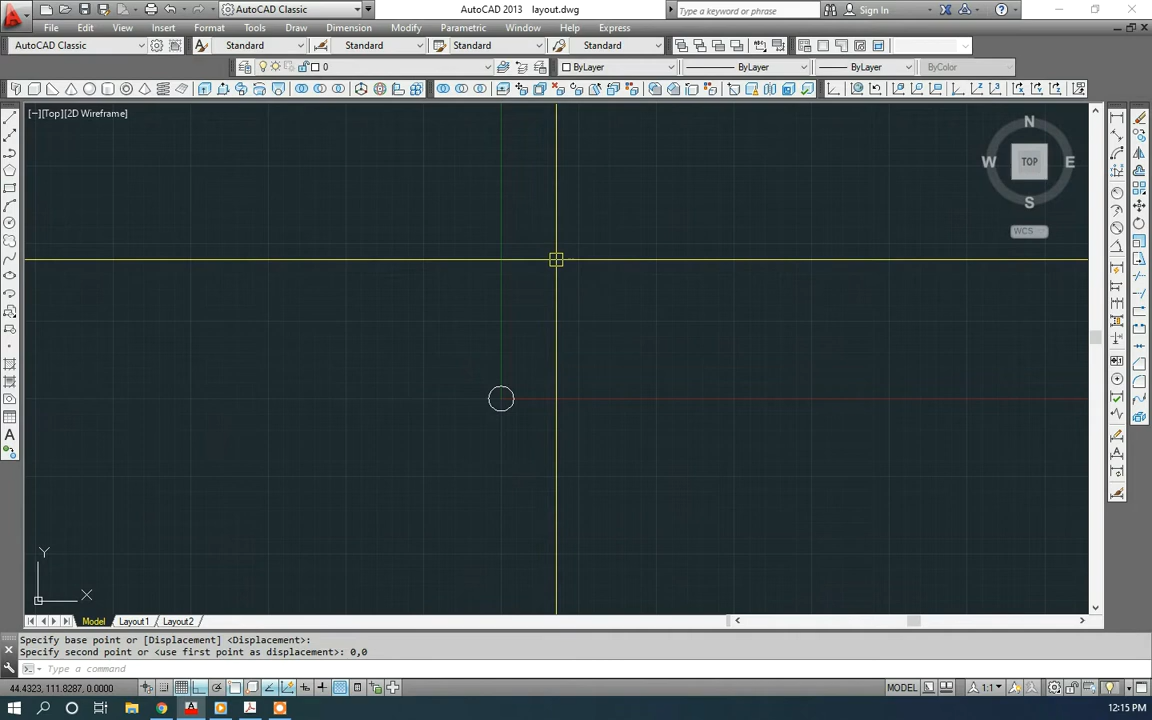 AutoCAD Classic
AutoCAD 2013 layout.dwg
Type a keyword or phrase
Sign In
File Edit View Insert Format Tools Draw Dimension Modify Parametric Window Help Express
AutoCAD Classic
Standard
Standard
Standard
Standard
0
ByLayer
ByLayer
ByLayer
ByColor
[−][Top][2D Wireframe]
N
W
TOP
E
S
WCS
Y
X
Model Layout1 Layout2
Specify base point or [Displacement] <Displacement>:
Specify second point or <use first point as displacement>: 0,0
Type a command
44.4323, 111.8287, 0.0000
MODEL
1:1
12:15 PM